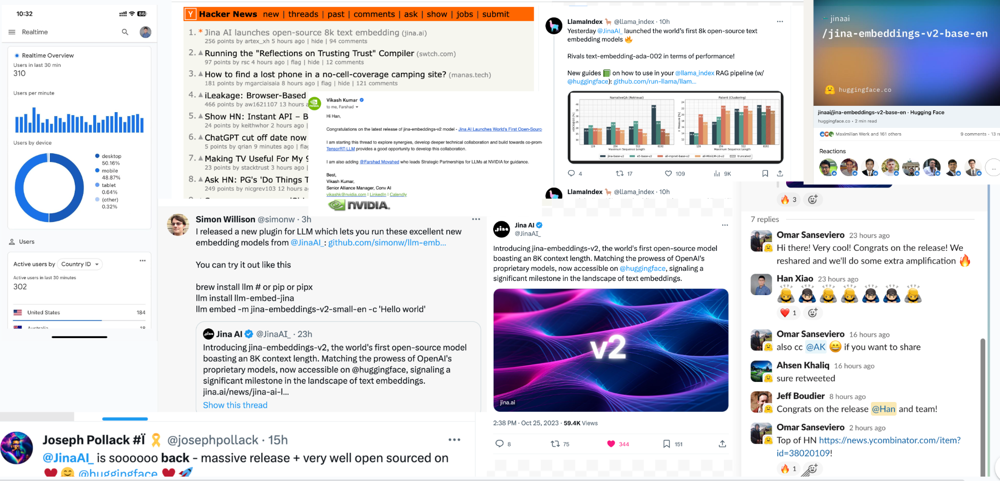 10:32
86
Realtime
Realtime Overview
Users in last 30 min
310
Users per minute
Users by device
desktop
50.16%
mobile
48.87%
tablet
0.64%
(other)
0.32%
Users
Active users by Country ID
Active users in last 30 minutes
302
United States 184
Australia 18
Y Hacker News new | threads | past | comments | ask | show | jobs | submit
1. * Jina AI launches open-source 8k text embedding (jina.ai)
256 points by artex_xh 5 hours ago | hide | 94 comments
2. Running the "Reflections on Trusting Trust" Compiler (swtch.com)
97 points by rsc 4 hours ago | flag | hide | 12 comments
3. How to find a lost phone in a no-cell-coverage camping site? (manas.tech)
181 points by mgarciaisaia 8 hours ago | flag | hide | 121 comments
4. iLeakage: Browser-Based
466 points by aw1621107 13 hours a
5. Show HN: Instant API – B
24 points by keithwhor 2 hours ago |
6. ChatGPT cut off date now
5 points by qrian 9 minutes ago | flag
7. Making TV Useful For My 9
23 points by stacktrust 3 hours ago |
8. Ask HN: PG's 'Do Things T
249 points by nicgrev103 12 hours a
Vikash Kumar
to me, Farshad
Hi Han,
Congratulations on the latest release of jina-embeddings-v2 model - Jina AI Launches World's First Open-Sourc
I am starting this thread to explore synergies, develop deeper technical collaboration and build towards co-prom
TensorRT-LLM provides a good opportunity to develop this collaboration.
I am also adding @Farshad Movahed who leads Strategic Partnerships for LLMs at NVIDIA for guidance.
Best,
Vikash Kumar,
Senior Alliance Manager, Conv AI
vikashk@nvidia.com | LinkedIn | Calendly
NVIDIA.
LlamaIndex 🦙 @llama_index · 10h
Yesterday @JinaAI_ launched the world's first 8k open-source text
embedding models 🔥
Rivals text-embedding-ada-002 in terms of performance!
New guides 📗 on how to use in your @llama_index RAG pipeline (w/
@huggingface): github.com/run-llama/llam...
NarrativeQA (Retrieval)
nDCG@10 [%]
128 256 512 8192
Maximum Sequence Length
Patent (Clustering)
V Measure [%]
128 256 512 8192
Maximum Sequence Length
jina-base-v2 e5-base-v2 all-mpnet-base-v2 all-MiniLM-L6-v2 truncated
4 17 109 9K
LlamaIndex 🦙 @llama_index · 10h
jinaai
/jina-embeddings-v2-base-en
huggingface.co
jinaai/jina-embeddings-v2-base-en · Hugging Face
huggingface.co • 2 min read
Maximilian Werk and 161 others 9 comments · 13 re
Reactions
...
🔥 3
7 replies
Omar Sanseviero 23 hours ago
Hi there! Very cool! Congrats on the release! We
reshared and we'll do some extra amplification 🔥
Han Xiao 23 hours ago
❤️ 1
Omar Sanseviero 16 hours ago
also cc @AK 😄 if you want to share
Ahsen Khaliq 16 hours ago
sure retweeted
Jeff Boudier 8 hours ago
Congrats on the release @Han and team!
Omar Sanseviero 2 hours ago
Top of HN https://news.ycombinator.com/item?
id=38020109!
🔥 1
Simon Willison @simonw · 3h
I released a new plugin for LLM which lets you run these excellent new
embedding models from @JinaAI_: github.com/simonw/llm-emb...
You can try it out like this
brew install llm # or pip or pipx
llm install llm-embed-jina
llm embed -m jina-embeddings-v2-small-en -c 'Hello world'
Jina AI @JinaAI_ · 23h
Introducing jina-embeddings-v2, the world's first open-source model
boasting an 8K context length. Matching the prowess of OpenAI's
proprietary models, now accessible on @huggingface, signaling a
significant milestone in the landscape of text embeddings.
jina.ai/news/jina-ai-l...
Show this thread
Jina AI
@JinaAI_
Introducing jina-embeddings-v2, the world's first open-source model
boasting an 8K context length. Matching the prowess of OpenAI's
proprietary models, now accessible on @huggingface, signaling a
significant milestone in the landscape of text embeddings.
v2
jina.ai
2:38 PM · Oct 25, 2023 · 59.4K Views
8 75 344 151
Joseph Pollack #Ï 🎗️ @josephpollack · 15h
@JinaAI_ is soooooo back - massive release + very well open sourced on
❤️ 🤗 @huggingface ❤️ 🚀